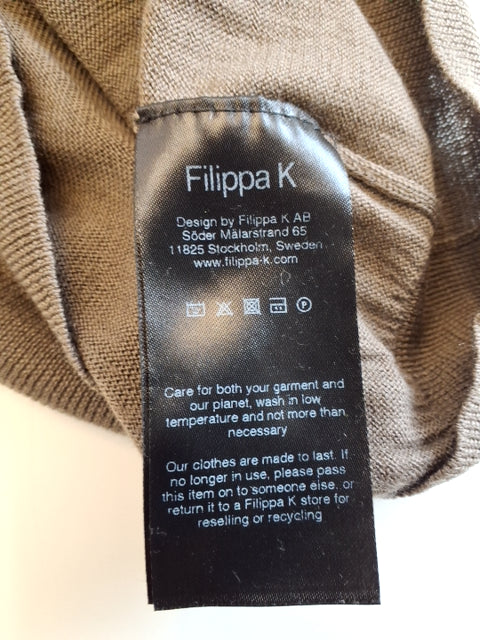 Filippa K
Design by Filippa K AB
Söder Mälarstrand 65
11825 Stockholm, Sweden
www.filippa-k.com
P
Care for both your garment and
our planet, wash in low
temperature and not more than
necessary
Our clothes are made to last. If
no longer in use, please pass
this item on to someone else, or
return it to a Filippa K store for
reselling or recycling